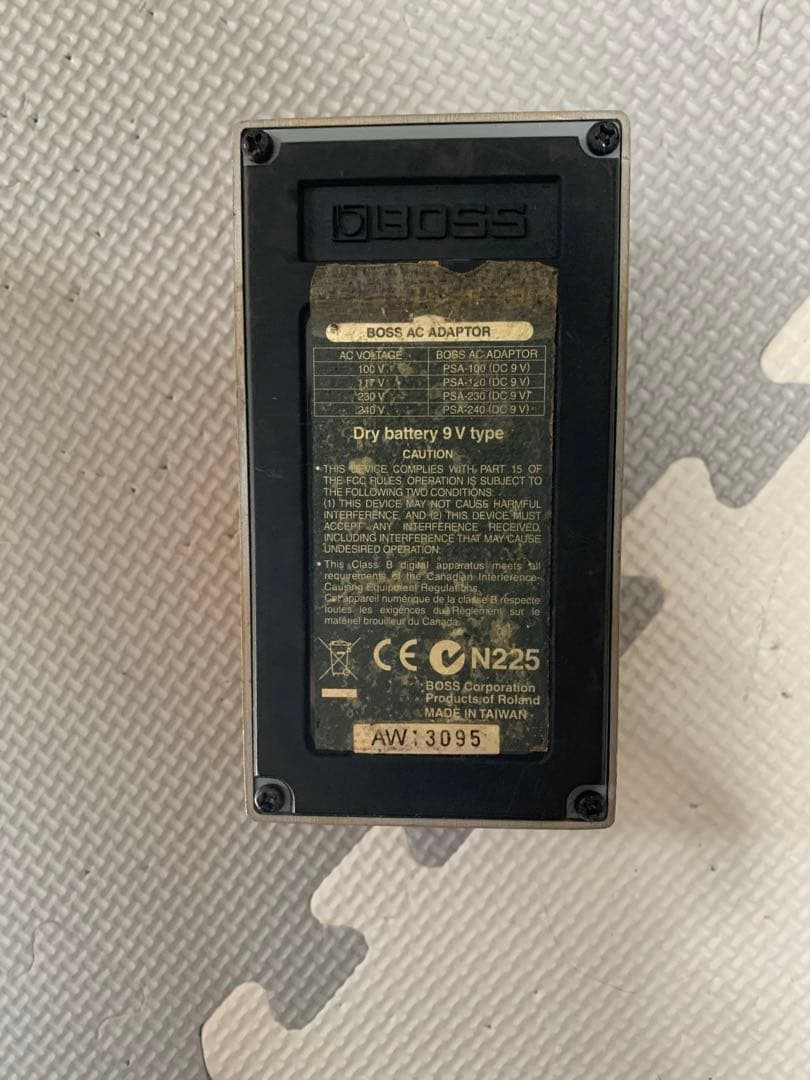 BOSS
BOSS AC ADAPTOR
AC VOLTAGE BOSS AC ADAPTOR
100 V PSA-100 (DC 9 V)
117 V PSA-120 (DC 9 V)
230 V PSA-230 (DC 9 V)
240 V PSA-240 (DC 9 V)
Dry battery 9 V type
CAUTION
• THIS DEVICE COMPLIES WITH PART 15 OF
THE FCC RULES. OPERATION IS SUBJECT TO
THE FOLLOWING TWO CONDITIONS:
(1) THIS DEVICE MAY NOT CAUSE HARMFUL
INTERFERENCE, AND (2) THIS DEVICE MUST
ACCEPT ANY INTERFERENCE RECEIVED,
INCLUDING INTERFERENCE THAT MAY CAUSE
UNDESIRED OPERATION.
• This Class B digital apparatus meets all
requirements of the Canadian Interference-
Causing Equipment Regulations.
Cet appareil numérique de la classe B respecte
toutes les exigences du Règlement sur le
matériel brouilleur du Canada.
CE N225
BOSS Corporation
Products of Roland
MADE IN TAIWAN
AW13095